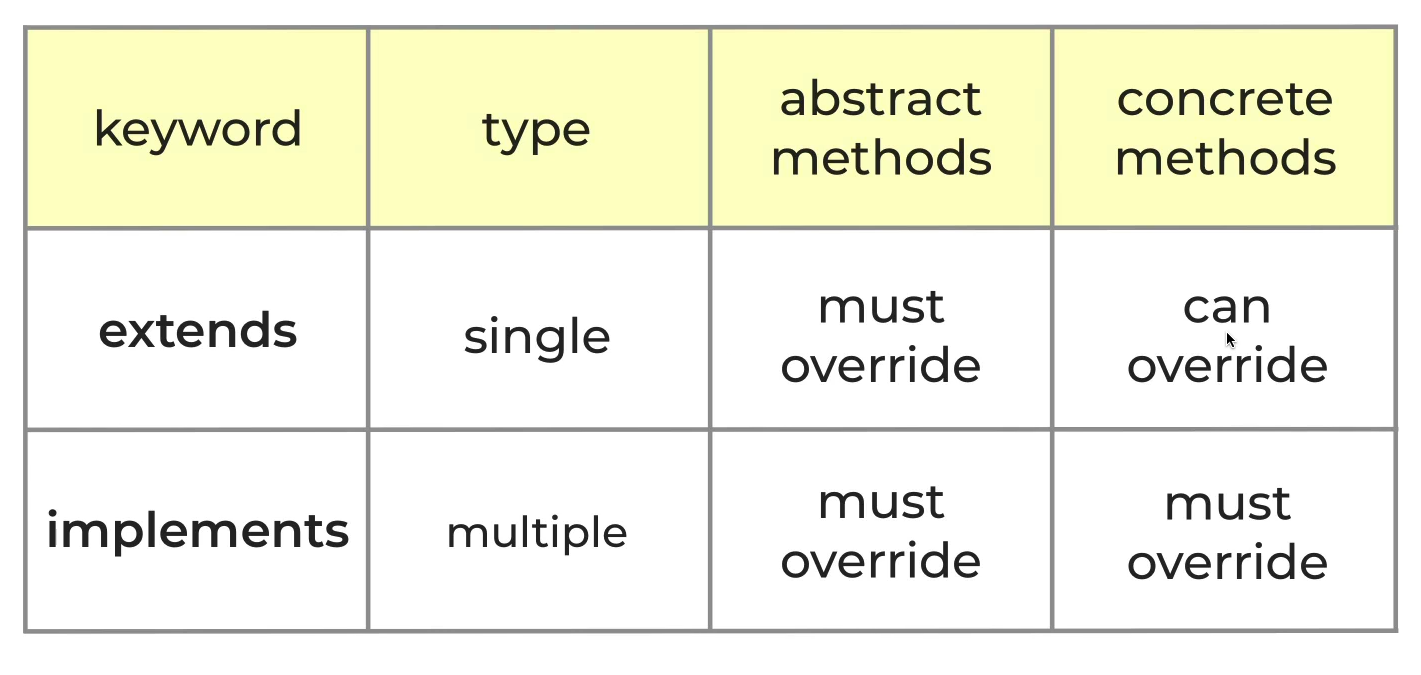 keyword
type
abstract
methods
concrete
methods
extends
single
must
override
can
override
implements
multiple
must
override
must
override